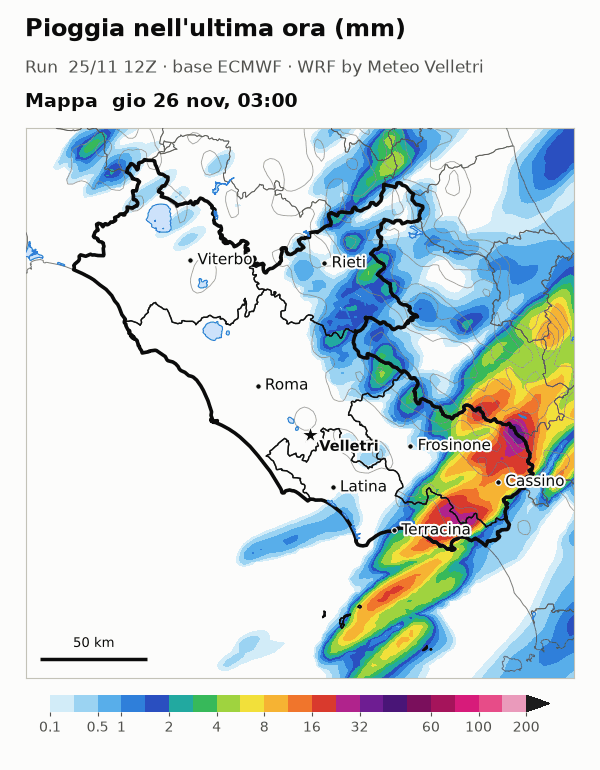 Pioggia nell'ultima ora (mm)
Run  25/11 12Z · base ECMWF · WRF by Meteo Velletri
Mappa  gio 26 nov, 03:00
Viterbo
Rieti
Roma
Velletri
Frosinone
Latina
Cassino
Terracina
50 km
0.1 0.5 1 2 4 8 16 32 60 100 200